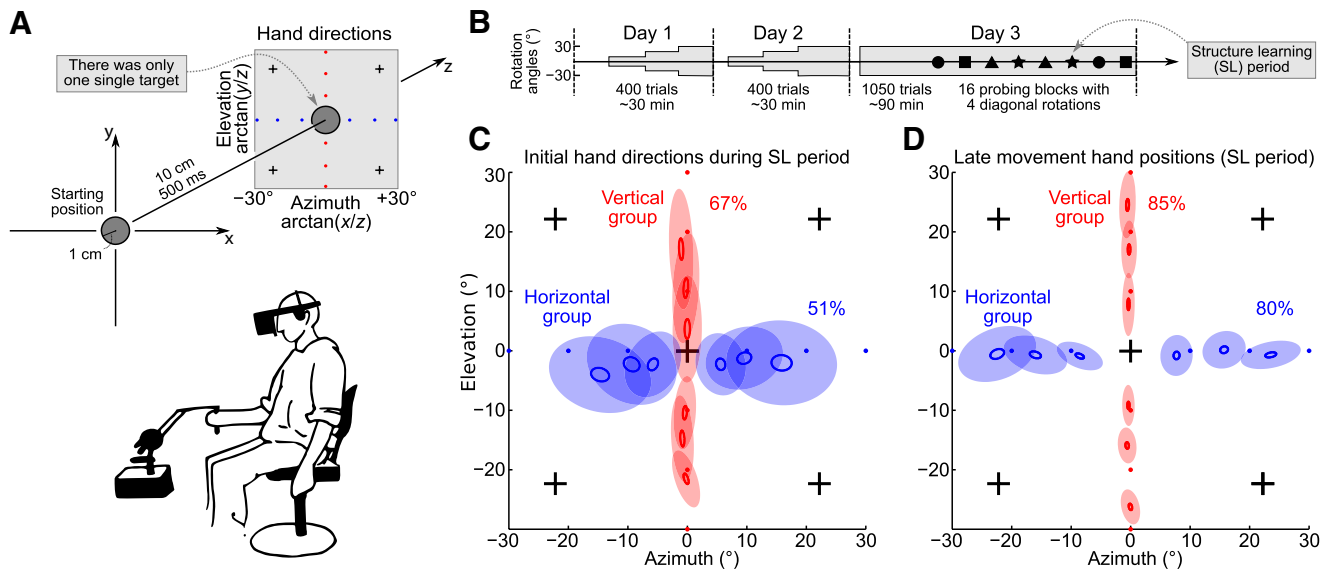 A
Hand directions
There was only
one single target
Elevation
arctan(y/z)
z
y
10 cm
500 ms
Starting
position
−30°
+30°
Azimuth
arctan(x/z)
x
1 cm
B
Rotation
angles (°)
30
−30
Day 1
Day 2
Day 3
400 trials
~30 min
400 trials
~30 min
1050 trials
~90 min
16 probing blocks with
4 diagonal rotations
Structure learning
(SL) period
C
Initial hand directions during SL period
Elevation (°)
30
20
10
0
−10
−20
−30
−20
−10
0
10
20
30
Azimuth (°)
Vertical
group
67%
Horizontal
group
51%
D
Late movement hand positions (SL period)
30
20
10
0
−10
−20
−30
−20
−10
0
10
20
30
Azimuth (°)
Vertical
group
85%
Horizontal
group
80%